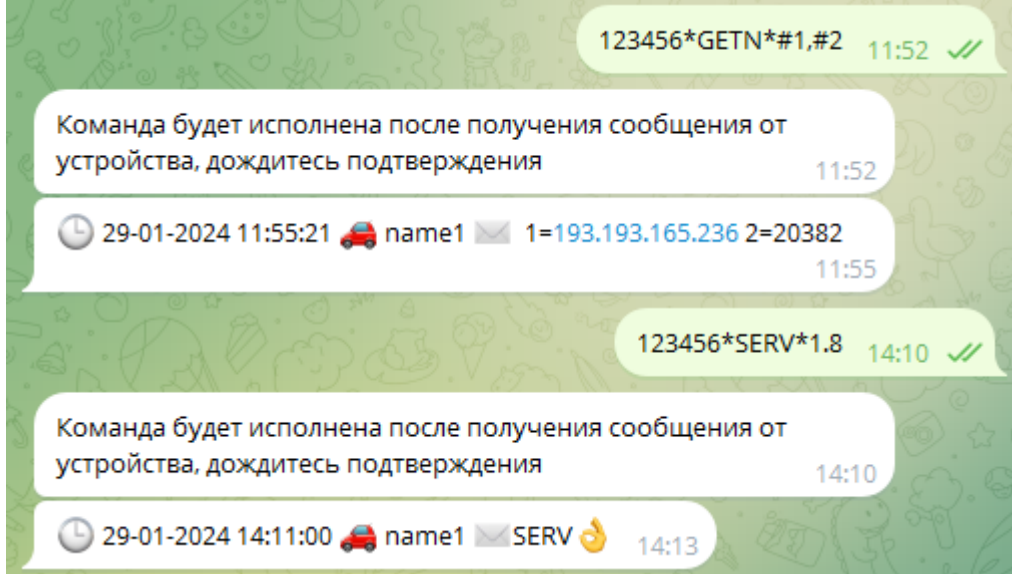 123456*GETN*#1,#2 11:52
Команда будет исполнена после получения сообщения от
устройства, дождитесь подтверждения
11:52
29-01-2024 11:55:21 name1 1=193.193.165.236 2=20382
11:55
123456*SERV*1.8 14:10
Команда будет исполнена после получения сообщения от
устройства, дождитесь подтверждения
14:10
29-01-2024 14:11:00 name1 SERV 14:13